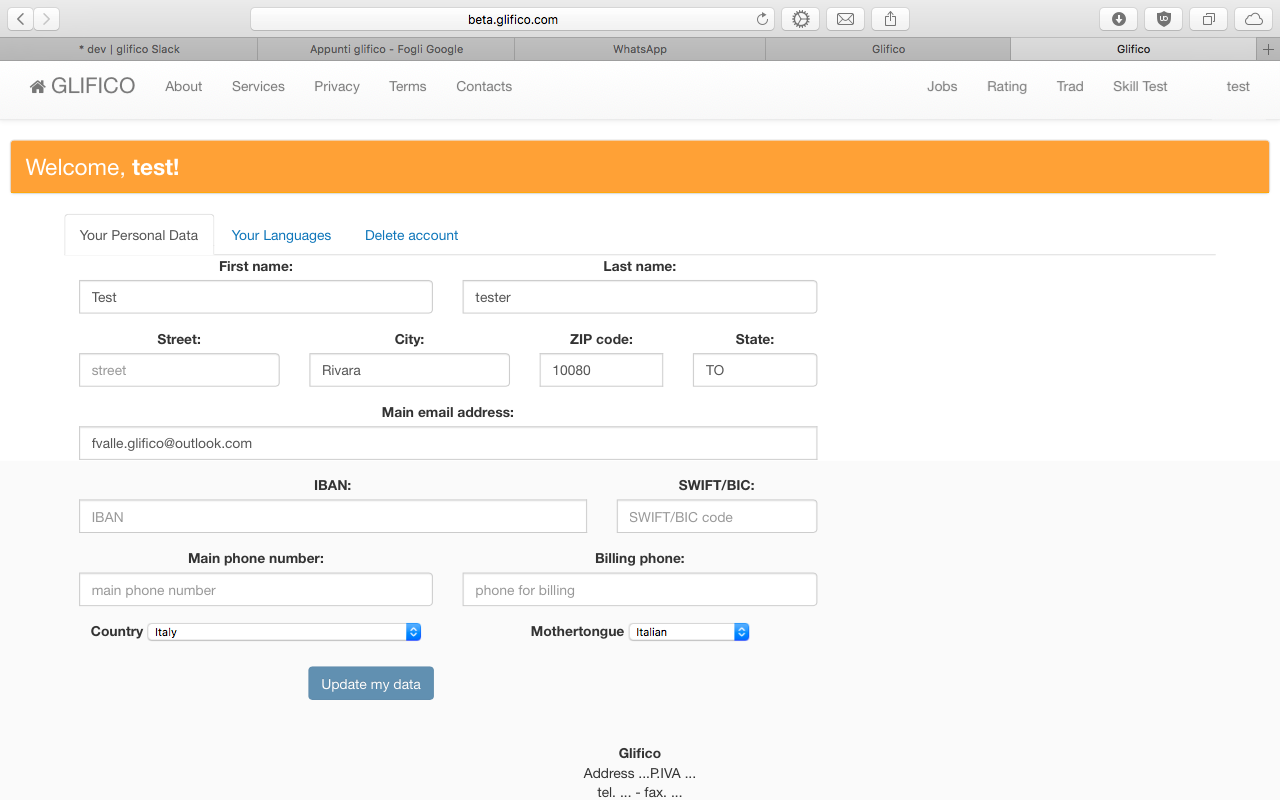 beta.glifico.com
* dev | glifico Slack Appunti glifico - Fogli Google WhatsApp Glifico Glifico
GLIFICO About Services Privacy Terms Contacts Jobs Rating Trad Skill Test test
Welcome, test!
Your Personal Data Your Languages Delete account
First name: Last name:
Test tester
Street: City: ZIP code: State:
street Rivara 10080 TO
Main email address:
fvalle.glifico@outlook.com
IBAN: SWIFT/BIC:
IBAN SWIFT/BIC code
Main phone number: Billing phone:
main phone number phone for billing
Country Italy Mothertongue Italian
Update my data
Glifico
Address ...P.IVA ...
tel. ... - fax. ...